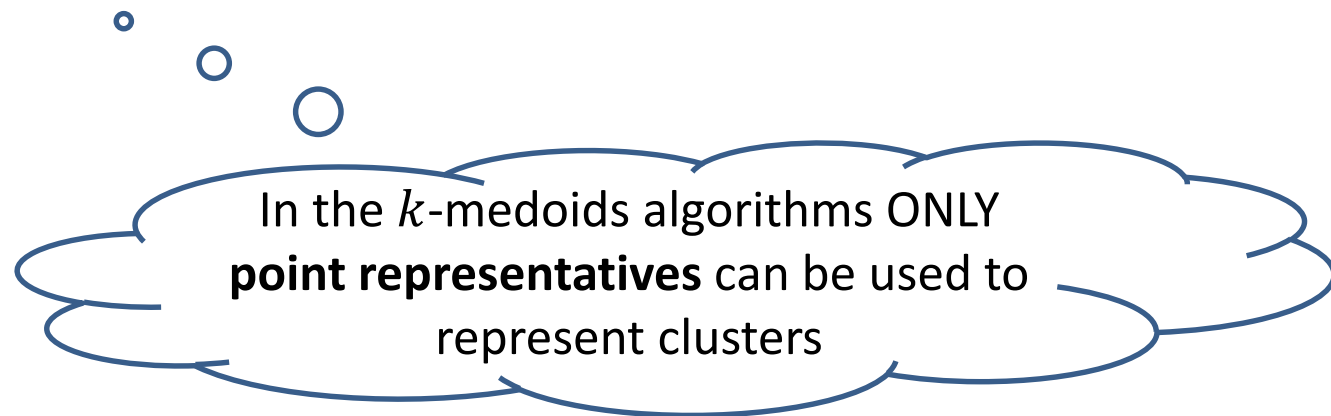 In the k-medoids algorithms ONLY
point representatives can be used to
represent clusters